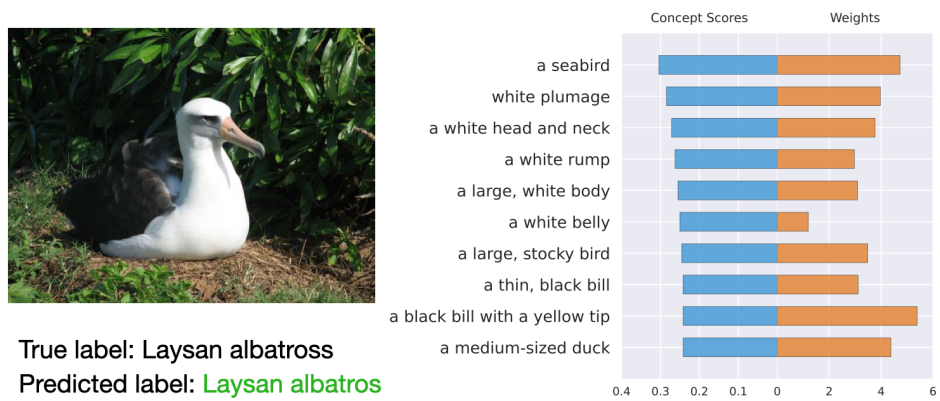 Concept Scores Weights
a seabird
white plumage
a white head and neck
a white rump
a large, white body
a white belly
a large, stocky bird
a thin, black bill
a black bill with a yellow tip
a medium-sized duck
0.4 0.3 0.2 0.1 0 2 4 6
True label: Laysan albatross
Predicted label: Laysan albatros